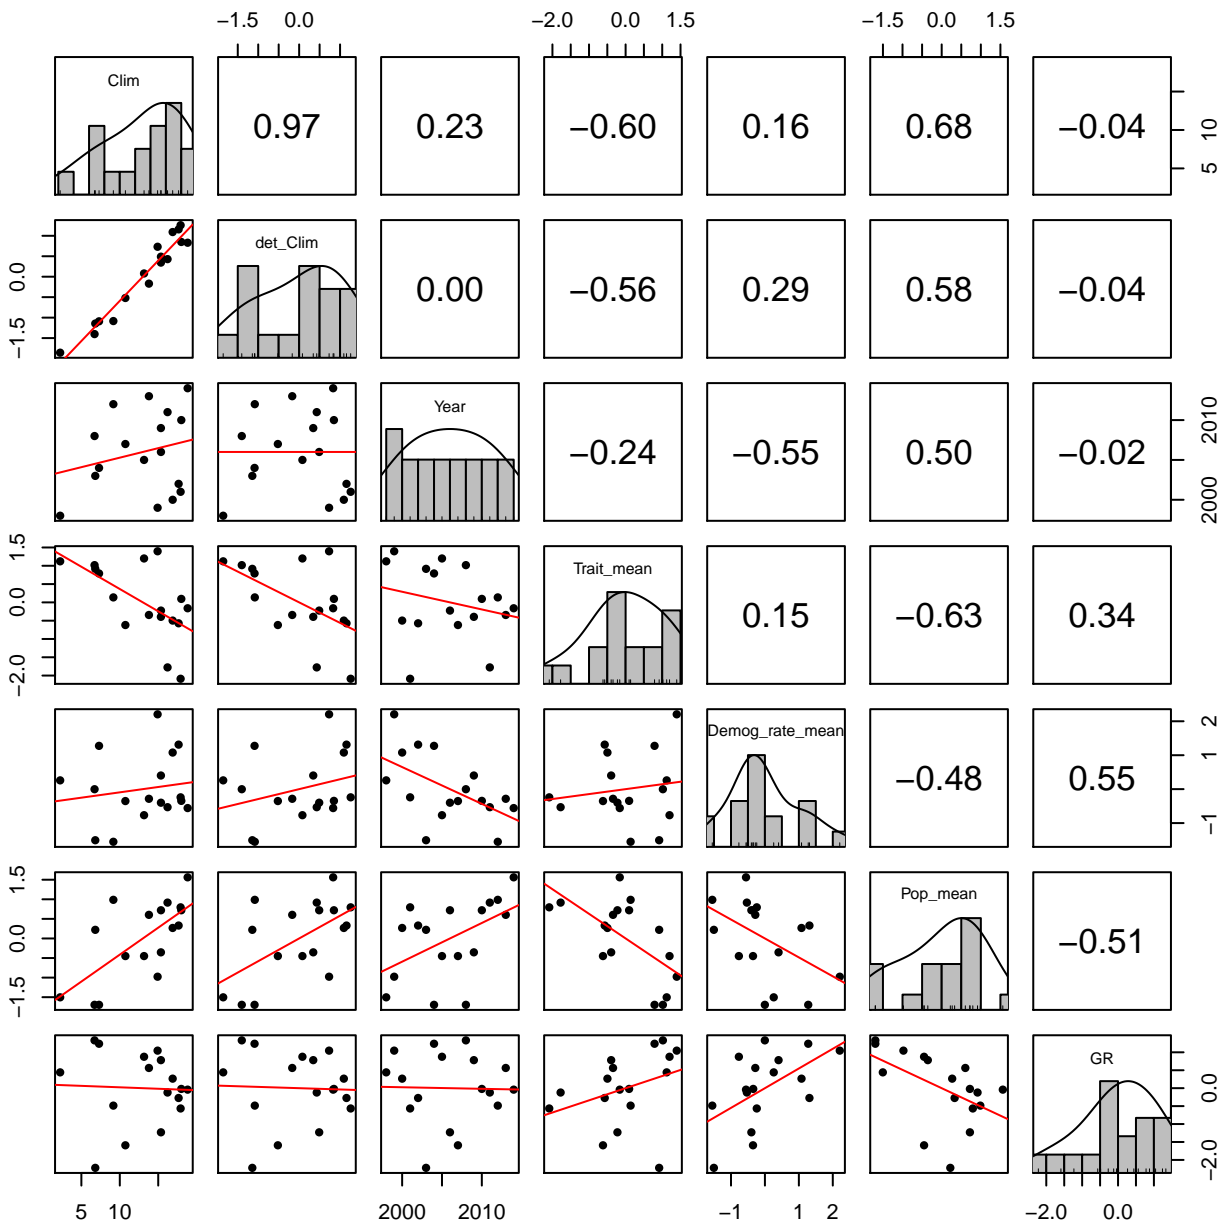 −1.5 0.0 −2.0 0.0 1.5 −1.5 0.0 1.5
Clim 0.97 0.23 −0.60 0.16 0.68 −0.04 5 10
0.0 −1.5 det_Clim 0.00 −0.56 0.29 0.58 −0.04
Year −0.24 −0.55 0.50 −0.02 2000 2010
1.5 0.0 −2.0 Trait_mean 0.15 −0.63 0.34
Demog_rate_mean −0.48 0.55 −1 0 1 2
1.5 0.0 −1.5 Pop_mean −0.51
GR −2.0 0.0
5 10 2000 2010 −1 1 2 −2.0 0.0